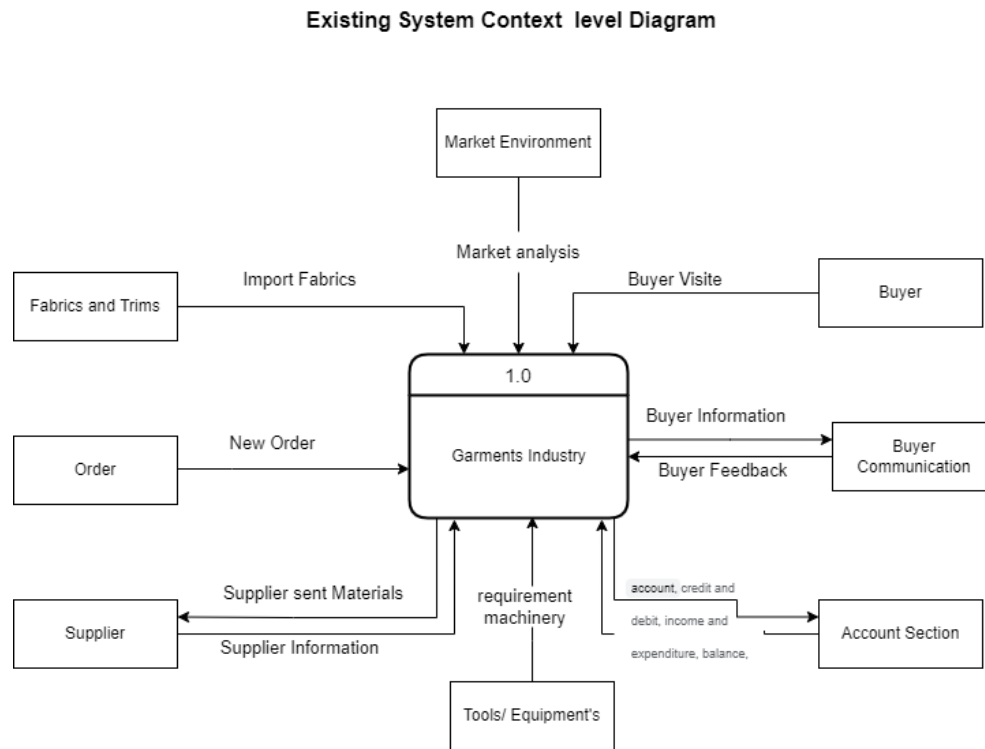 Existing System Context level Diagram
Market Environment
Market analysis
Import Fabrics
Buyer Visite
Fabrics and Trims
Buyer
1.0
Garments Industry
New Order
Order
Buyer Information
Buyer Feedback
Buyer
Communication
Supplier sent Materials
Supplier
Supplier Information
requirement
machinery
account, credit and
debit, income and
expenditure, balance,
Account Section
Tools/ Equipment's